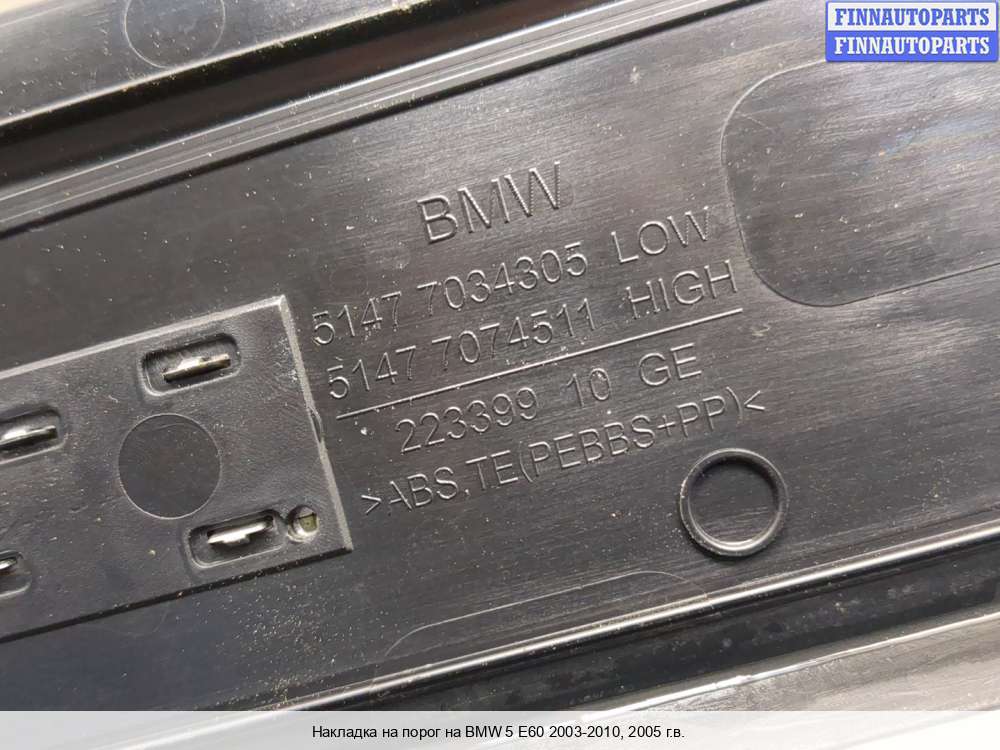 FINNAUTOPARTS
FINNAUTOPARTS
BMW
5147 7034305 LOW
5147 7074511 HIGH
223399 10 GE
>ABS,TE(PEBBS+PP)<
Накладка на порог на BMW 5 E60 2003-2010, 2005 г.в.